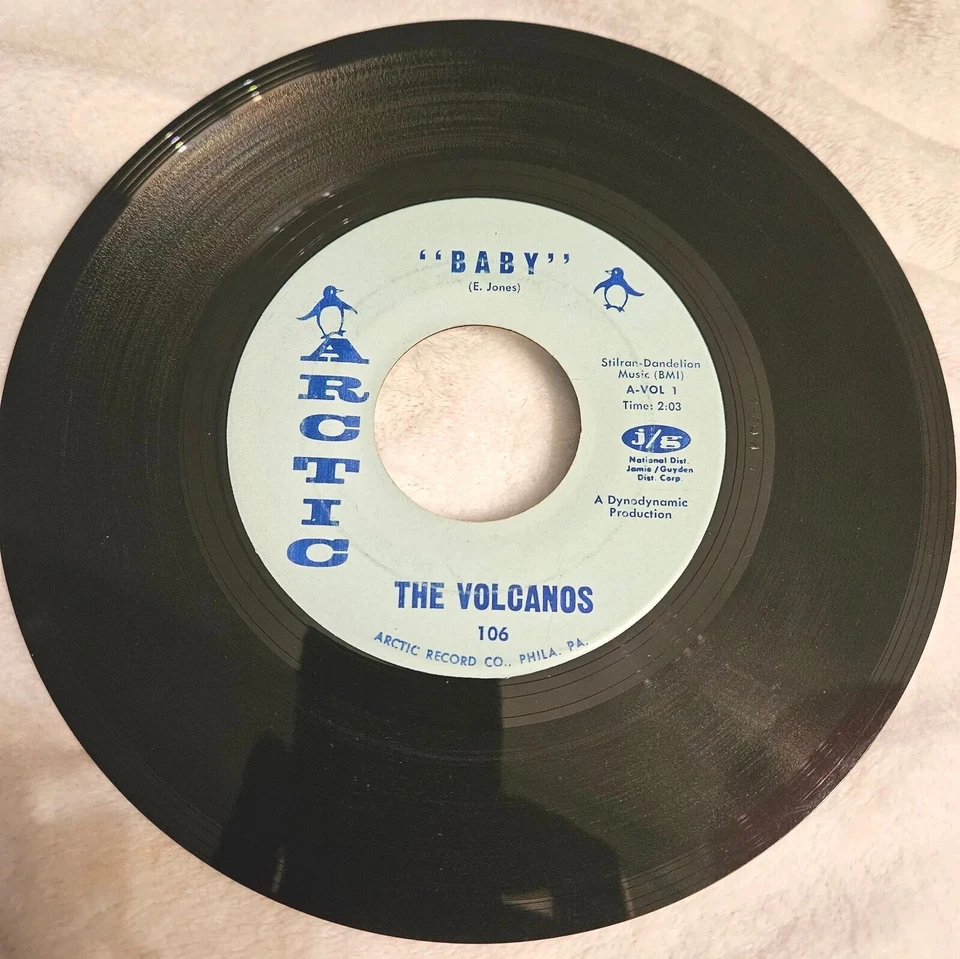 “BABY”
(E. Jones)
ARCTIC
Stilran-Dandelion
Music (BMI)
A-VOL 1
Time: 2:03
j/g
National Dist.
Jamie/Guyden
Dist. Corp.
A Dynodynamic
Production
THE VOLCANOS
106
ARCTIC RECORD CO., PHILA. PA.